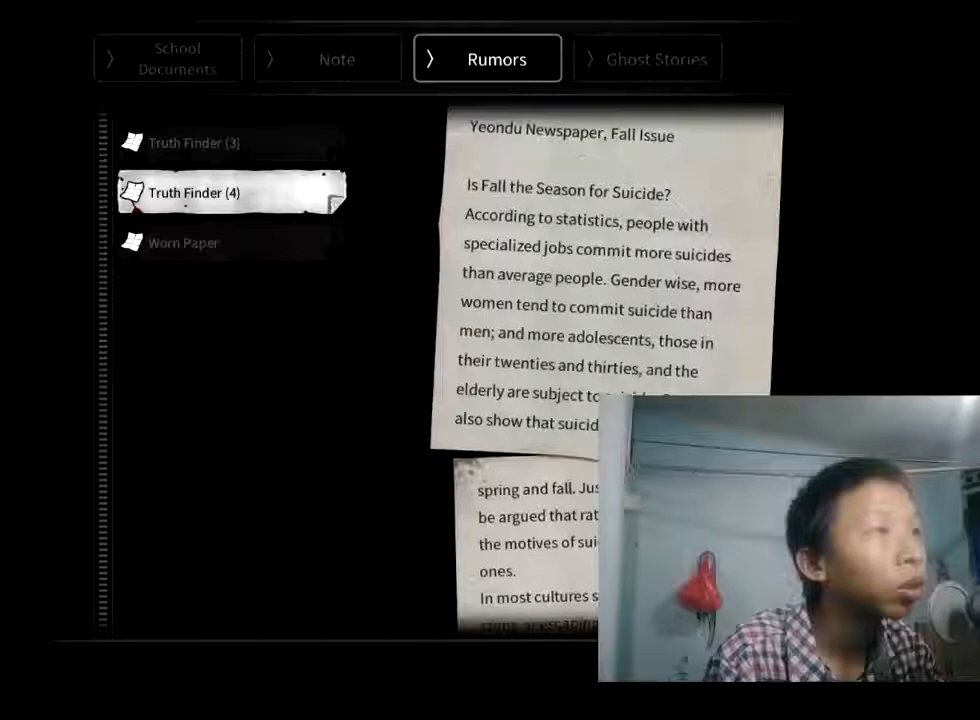 School
Documents
Note
Rumors
Ghost Stories
Truth Finder (3)
Truth Finder (4)
Worn Paper
Yeondu Newspaper, Fall Issue
Is Fall the Season for Suicide?
According to statistics, people with
specialized jobs commit more suicides
than average people. Gender wise, more
women tend to commit suicide than
men; and more adolescents, those in
their twenties and thirties, and the
elderly are subject to
also show that suicid
spring and fall. Jus
be argued that rat
the motives of sui
ones.
In most cultures s